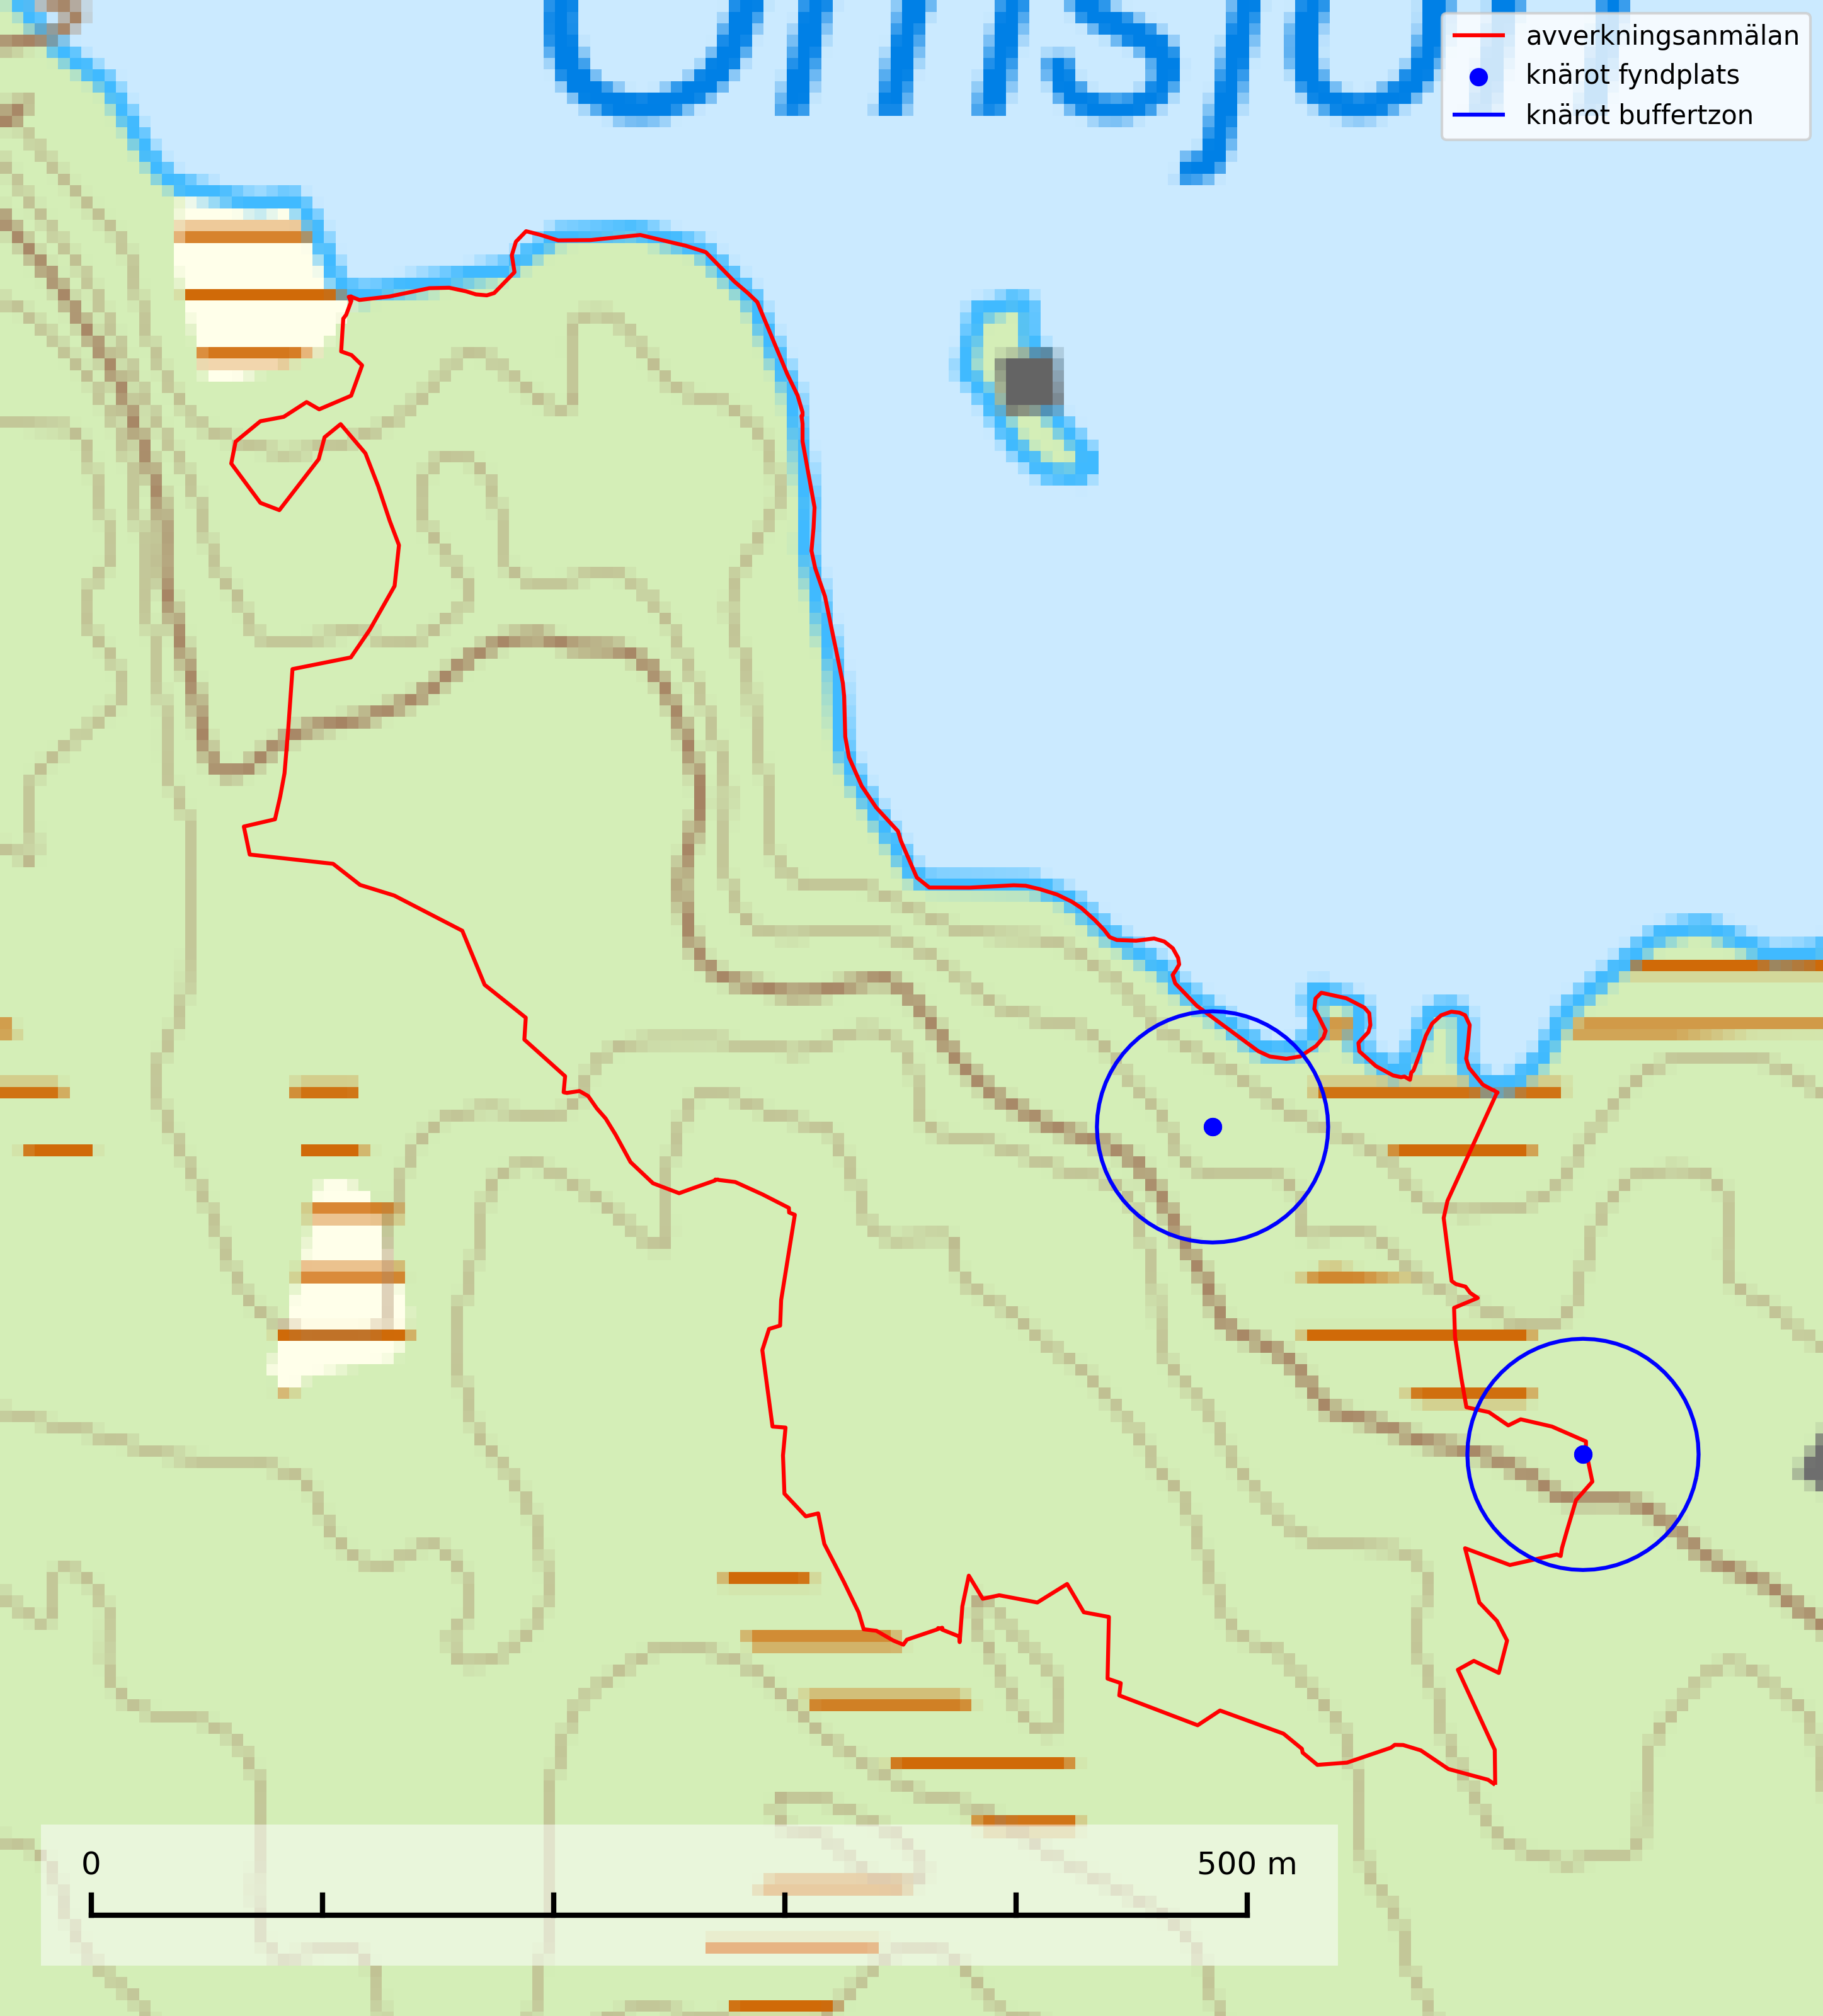 avverkningsanmälan
knärot fyndplats
knärot buffertzon
0 500 m